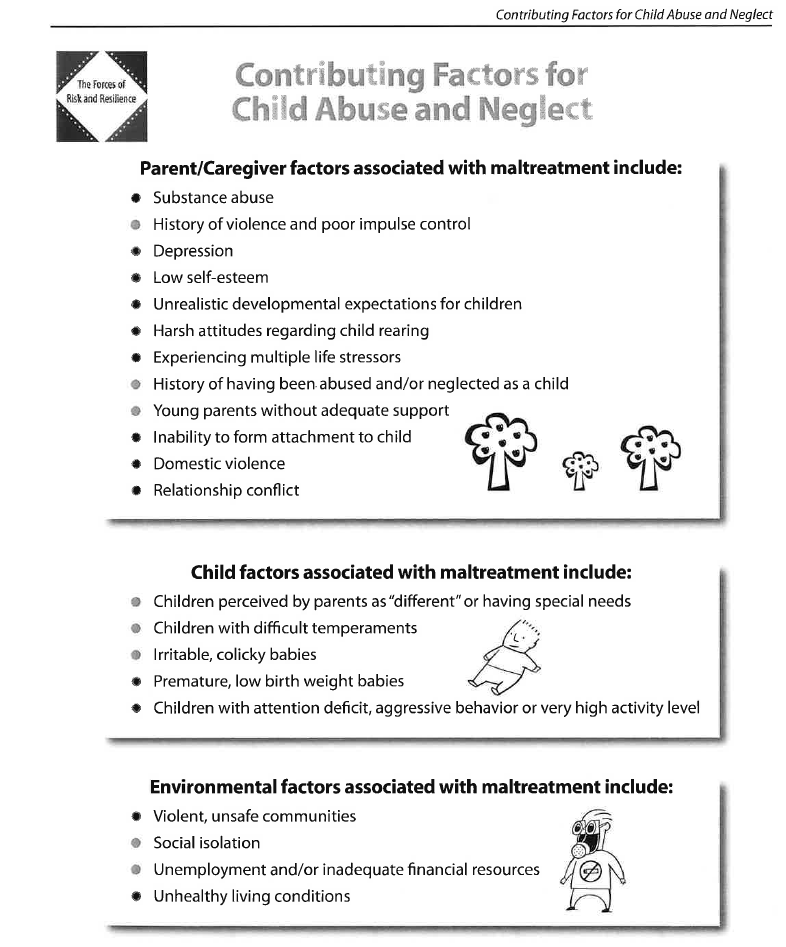 Contributing Factors for Child Abuse and Neglect
The Forces of
Risk and Resilience
Contributing Factors for
Child Abuse and Neglect
Parent/Caregiver factors associated with maltreatment include:
Substance abuse
History of violence and poor impulse control
Depression
Low self-esteem
Unrealistic developmental expectations for children
Harsh attitudes regarding child rearing
Experiencing multiple life stressors
History of having been abused and/or neglected as a child
Young parents without adequate support
Inability to form attachment to child
Domestic violence
Relationship conflict
Child factors associated with maltreatment include:
Children perceived by parents as "different" or having special needs
Children with difficult temperaments
Irritable, colicky babies
Premature, low birth weight babies
Children with attention deficit, aggressive behavior or very high activity level
Environmental factors associated with maltreatment include:
Violent, unsafe communities
Social isolation
Unemployment and/or inadequate financial resources
Unhealthy living conditions